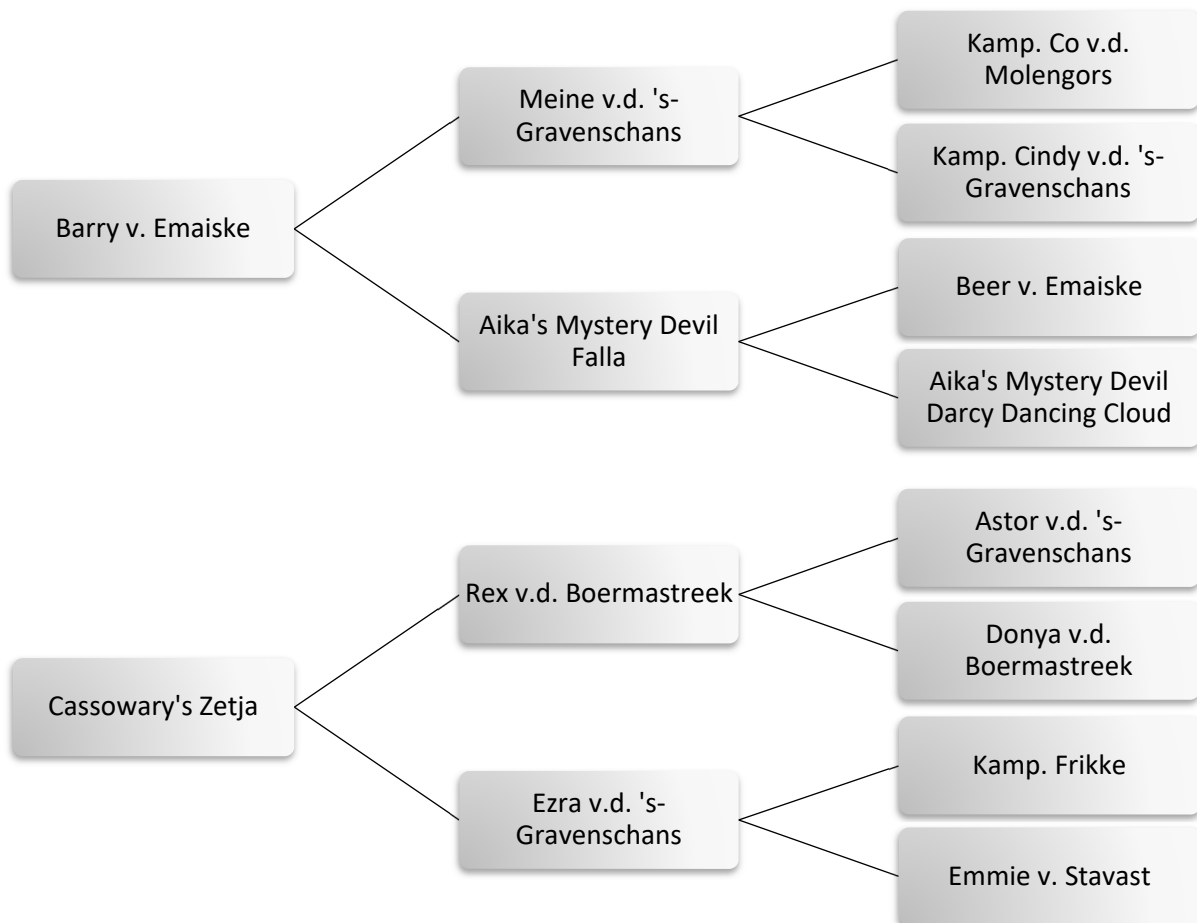 Kamp. Co v.d.
Molengors
Meine v.d. 's-
Gravenschans
Kamp. Cindy v.d. 's-
Gravenschans
Barry v. Emaiske
Beer v. Emaiske
Aika's Mystery Devil
Falla
Aika's Mystery Devil
Darcy Dancing Cloud
Astor v.d. 's-
Gravenschans
Rex v.d. Boermastreek
Donya v.d.
Boermastreek
Cassowary's Zetja
Kamp. Frikke
Ezra v.d. 's-
Gravenschans
Emmie v. Stavast